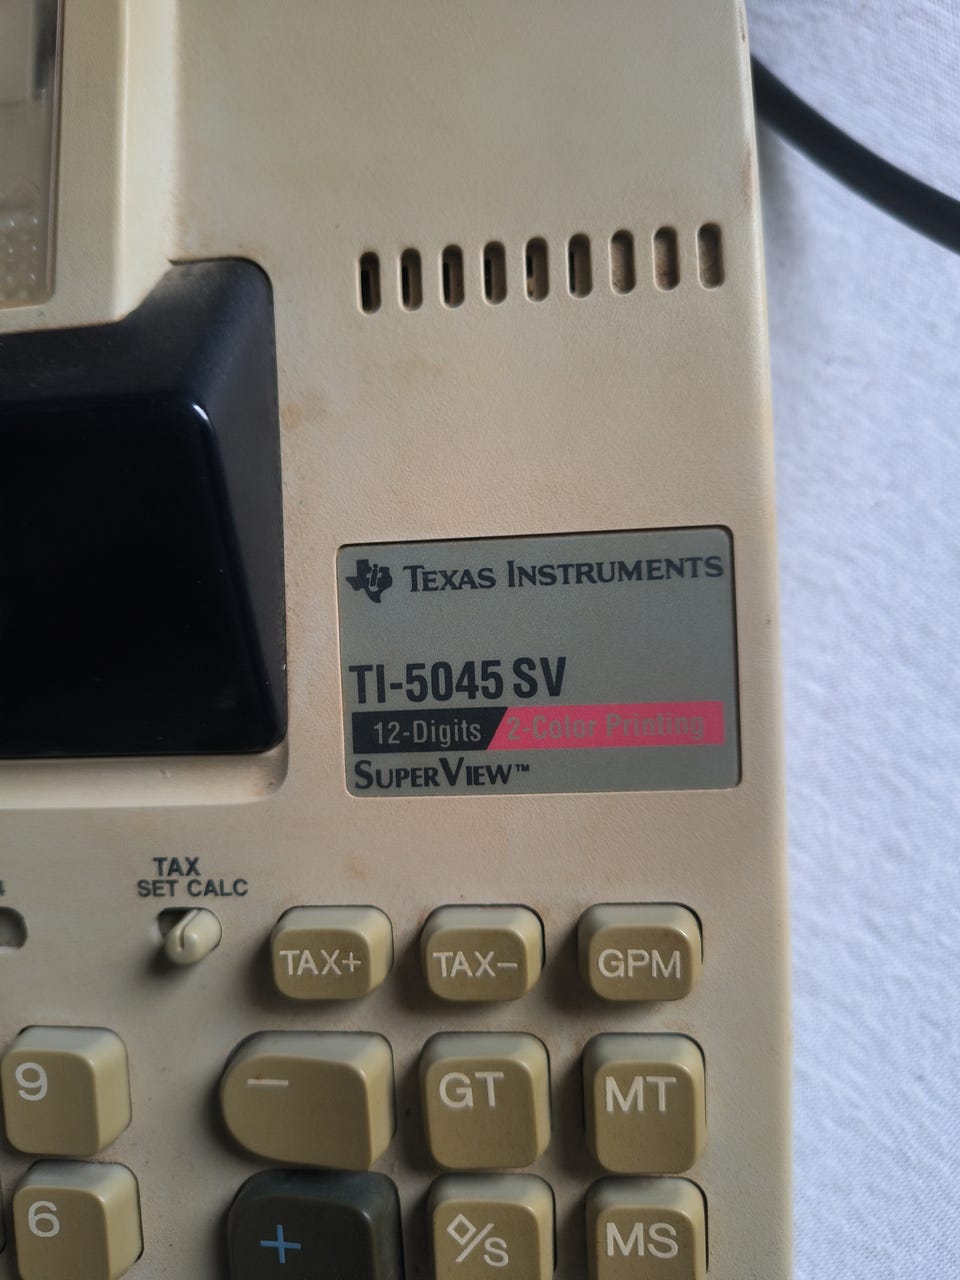 TEXAS INSTRUMENTS
TI-5045 SV
12-Digits 2-Color Printing
SUPERVIEW™
TAX
SET CALC
4
TAX+ TAX− GPM
9 − GT MT
6 + ◇/S MS